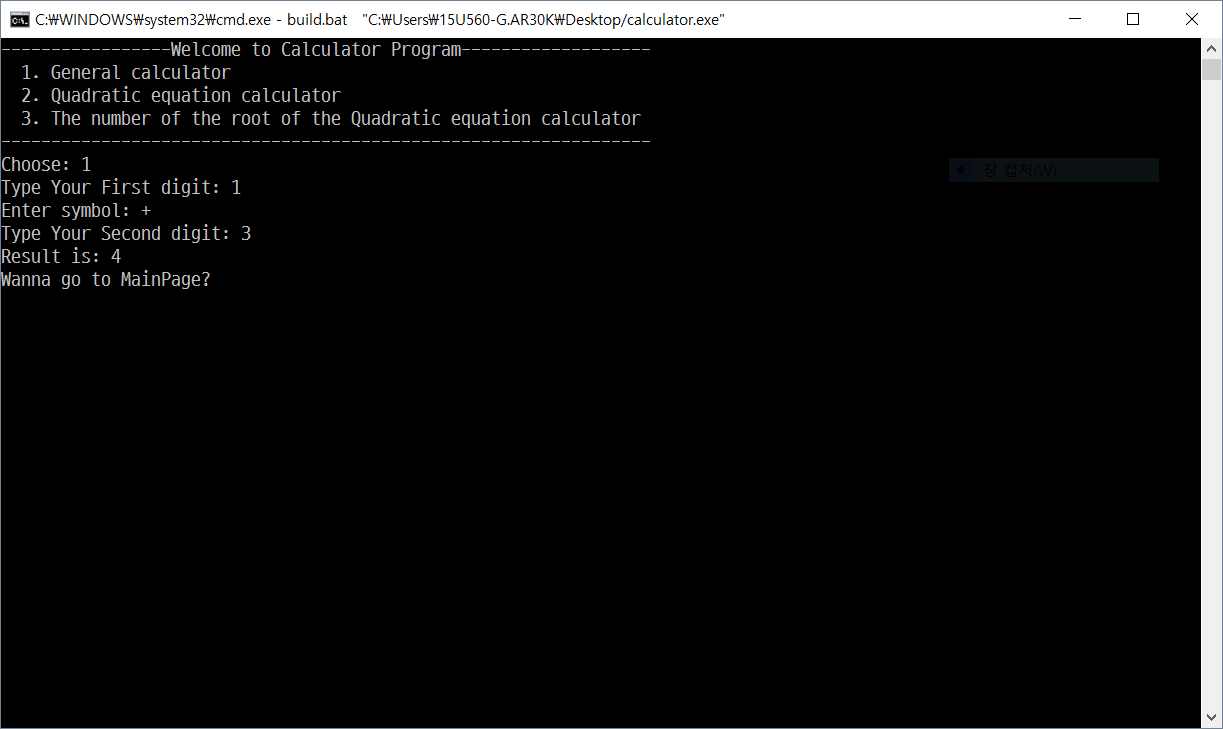 C:₩WINDOWS₩system32₩cmd.exe - build.bat "C:₩Users₩15U560-G.AR30K₩Desktop/calculator.exe"
-----------------Welcome to Calculator Program-------------------
1. General calculator
2. Quadratic equation calculator
3. The number of the root of the Quadratic equation calculator
-----------------------------------------------------------------
Choose: 1
창 캡처(W)
Type Your First digit: 1
Enter symbol: +
Type Your Second digit: 3
Result is: 4
Wanna go to MainPage?